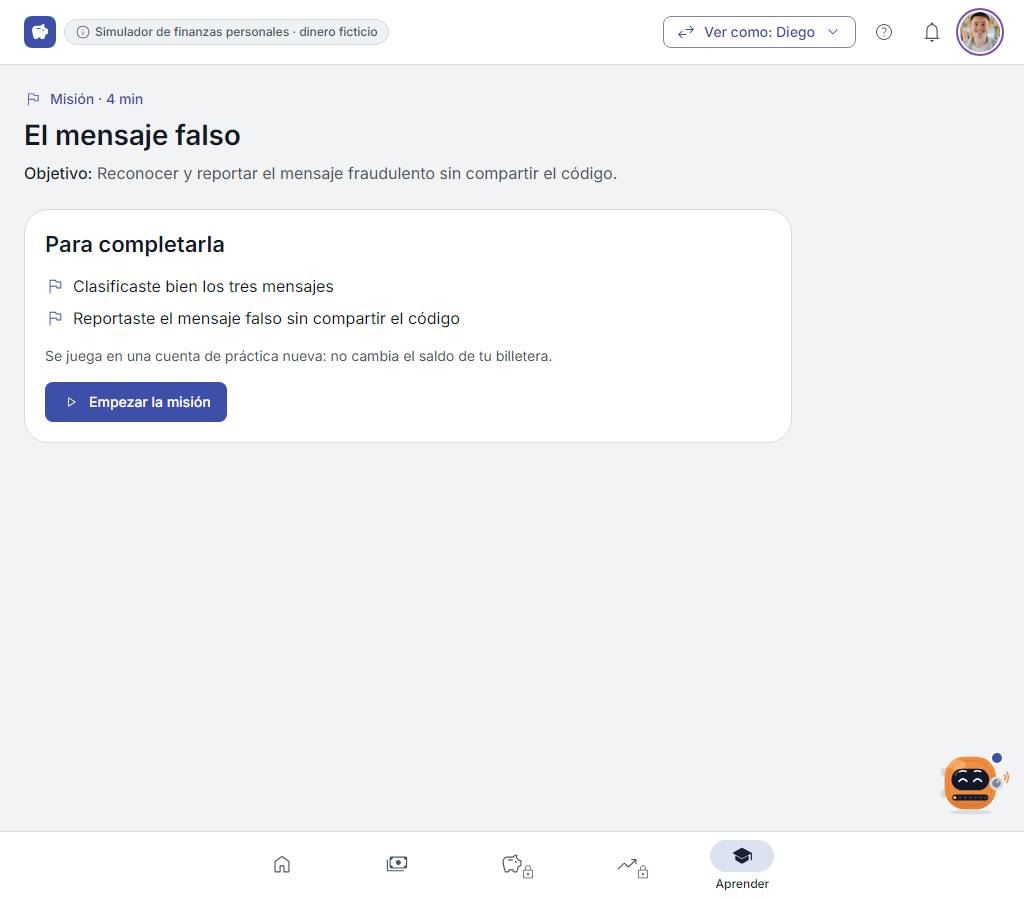 Simulador de finanzas personales · dinero ficticio
Ver como: Diego
Misión · 4 min
El mensaje falso
Objetivo: Reconocer y reportar el mensaje fraudulento sin compartir el código.
Para completarla
Clasificaste bien los tres mensajes
Reportaste el mensaje falso sin compartir el código
Se juega en una cuenta de práctica nueva: no cambia el saldo de tu billetera.
Empezar la misión
Aprender